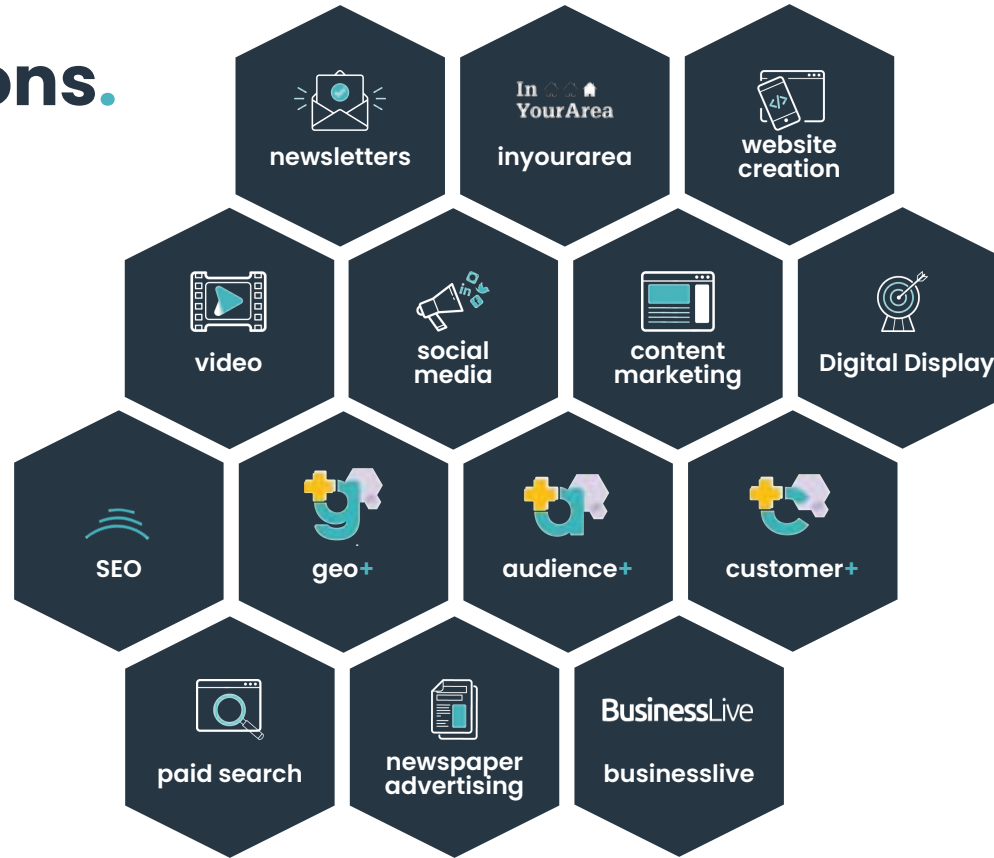 ons.
newsletters
In
YourArea
inyourarea
website
creation
video
in
social
media
content
marketing
Digital Display
SEO
g
geo+
a
audience+
c
customer+
paid search
newspaper
advertising
BusinessLive
businesslive